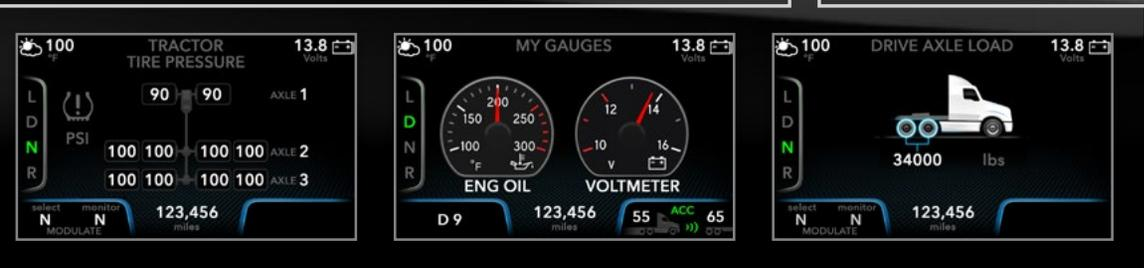 100
°F
TRACTOR
TIRE PRESSURE
13.8
Volts
L
D
N
R
PSI
90 90 AXLE 1
100 100 100 100 AXLE 2
100 100 100 100 AXLE 3
select
N
monitor
N
MODULATE
123,456
miles
100
°F
MY GAUGES
13.8
Volts
L
D
N
R
100 150 200 250 300
°F
ENG OIL
10 12 14 16
V
VOLTMETER
D 9
123,456
miles
55 ACC 65
100
°F
DRIVE AXLE LOAD
13.8
Volts
L
D
N
R
34000 lbs
select
N
monitor
N
MODULATE
123,456
miles